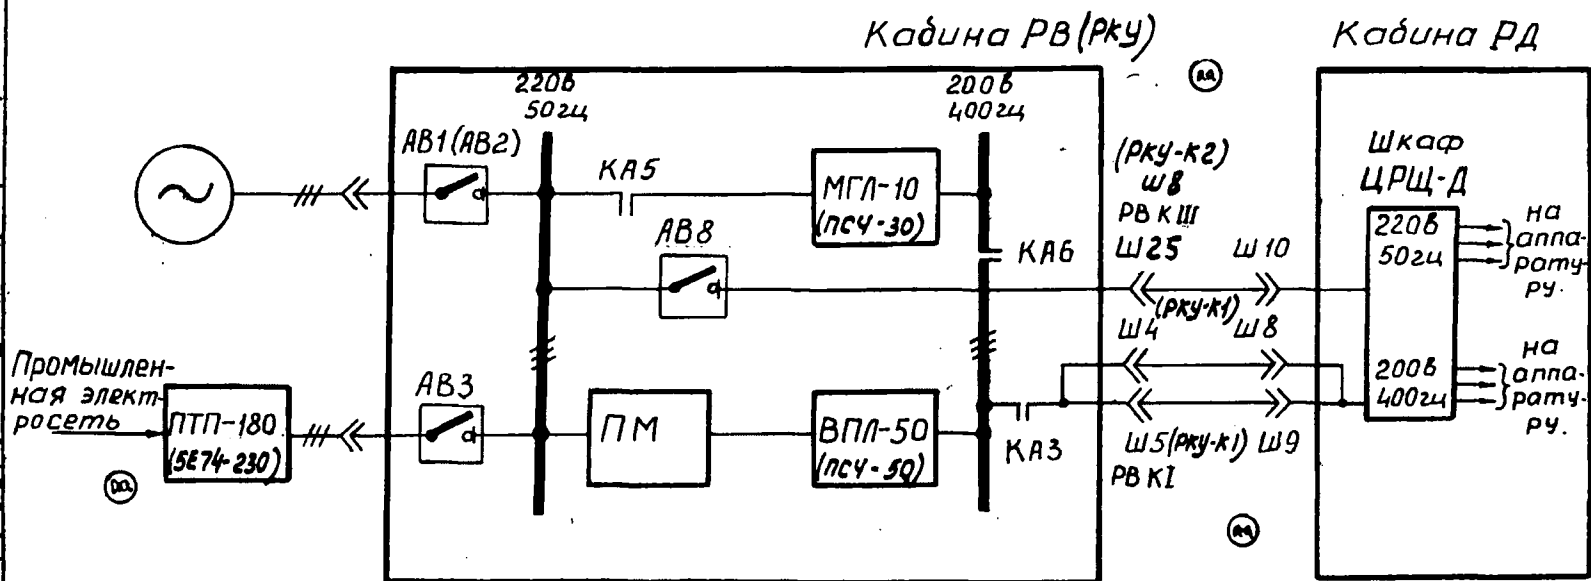 Кабина РВ(РКУ)
Кабина РД
220в
50гц
200в
400гц
АВ1(АВ2)
КА5
МГЛ-10
(ПСЧ-30)
АВ8
КА6
(РКУ-К2)
Ш8
РВ КIII
Ш25
Ш10
(РКУ-К1)
Ш4
Ш8
Шкаф
ЦРЩ-Д
220в
50гц
на
аппа-
рату-
ру.
200в
400гц
на
аппа-
рату-
ру.
Промышлен-
ная элект-
росеть
ПТП-180
(5Е74-230)
АВ3
ПМ
ВПЛ-50
(ПСЧ-50)
КА3
Ш5(РКУ-К1)
Ш9
РВ КI